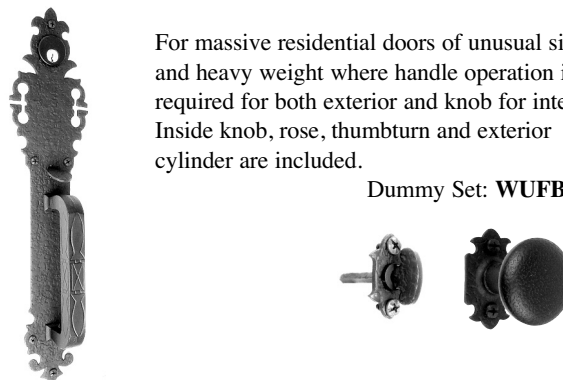 For massive residential doors of unusual si
and heavy weight where handle operation i
required for both exterior and knob for inte
Inside knob, rose, thumbturn and exterior
cylinder are included.
Dummy Set: WUFB